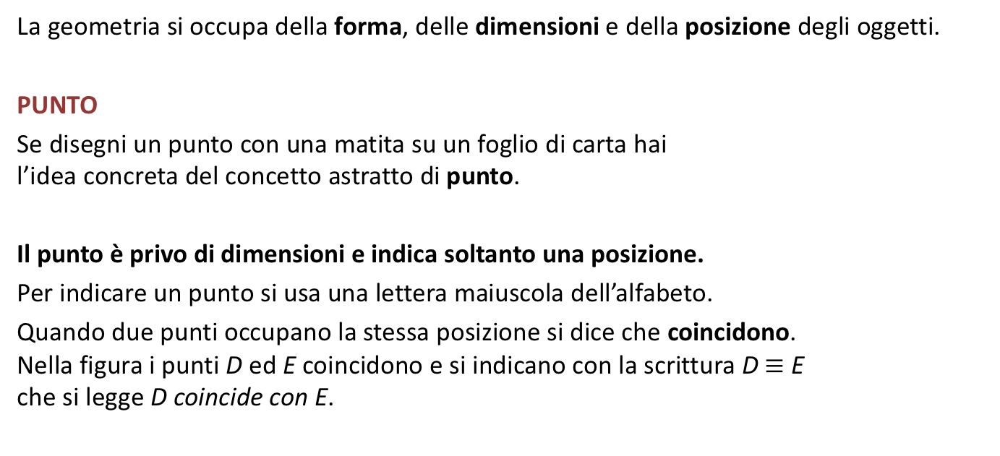 La geometria si occupa della forma, delle dimensioni e della posizione degli oggetti.
PUNTO
Se disegni un punto con una matita su un foglio di carta hai
l’idea concreta del concetto astratto di punto.
Il punto è privo di dimensioni e indica soltanto una posizione.
Per indicare un punto si usa una lettera maiuscola dell’alfabeto.
Quando due punti occupano la stessa posizione si dice che coincidono.
Nella figura i punti D ed E coincidono e si indicano con la scrittura D ≡ E
che si legge D coincide con E.